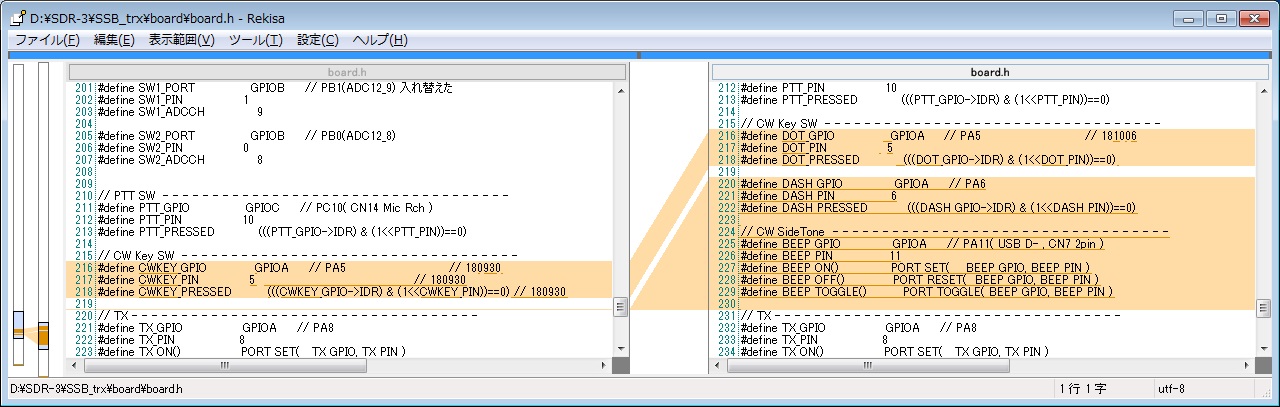 D:¥SDR-3¥SSB_trx¥board¥board.h - Rekisa
ファイル(F) 編集(E) 表示範囲(V) ツール(T) 設定(C) ヘルプ(H)
board.h
201 #define SW1_PORT GPIOB // PB1(ADC12_9) 入れ替えた
202 #define SW1_PIN 1
203 #define SW1_ADCCH 9
204
205 #define SW2_PORT GPIOB // PB0(ADC12_8)
206 #define SW2_PIN 0
207 #define SW2_ADCCH 8
208
209
210 // PTT SW - - - - - - - - - - - - - - - - - - - - - - - - - - - - - - - - - - -
211 #define PTT_GPIO GPIOC // PC10( CN14 Mic Rch )
212 #define PTT_PIN 10
213 #define PTT_PRESSED (((PTT_GPIO->IDR) & (1<<PTT_PIN))==0)
214
215 // CW Key SW - - - - - - - - - - - - - - - - - - - - - - - - - - - - - - - - - -
216 #define CWKEY_GPIO GPIOA // PA5 // 180930
217 #define CWKEY_PIN 5 // 180930
218 #define CWKEY_PRESSED (((CWKEY_GPIO->IDR) & (1<<CWKEY_PIN))==0) // 180930
219
220 // TX - - - - - - - - - - - - - - - - - - - - - - - - - - - - - - - - - - -
221 #define TX_GPIO GPIOA // PA8
222 #define TX_PIN 8
223 #define TX_ON() PORT_SET( TX_GPIO, TX_PIN )
board.h
212 #define PTT_PIN 10
213 #define PTT_PRESSED (((PTT_GPIO->IDR) & (1<<PTT_PIN))==0)
214
215 // CW Key SW - - - - - - - - - - - - - - - - - - - - - - - - - - - - - - - - - -
216 #define DOT_GPIO GPIOA // PA5 // 181006
217 #define DOT_PIN 5
218 #define DOT_PRESSED (((DOT_GPIO->IDR) & (1<<DOT_PIN))==0)
219
220 #define DASH_GPIO GPIOA // PA6
221 #define DASH_PIN 6
222 #define DASH_PRESSED (((DASH_GPIO->IDR) & (1<<DASH_PIN))==0)
223
224 // CW SideTone - - - - - - - - - - - - - - - - - - - - - - - - - - - - - - - - - -
225 #define BEEP_GPIO GPIOA // PA11( USB D- , CN7 2pin )
226 #define BEEP_PIN 11
227 #define BEEP_ON() PORT_SET( BEEP_GPIO, BEEP_PIN )
228 #define BEEP_OFF() PORT_RESET( BEEP_GPIO, BEEP_PIN )
229 #define BEEP_TOGGLE() PORT_TOGGLE( BEEP_GPIO, BEEP_PIN )
230
231 // TX - - - - - - - - - - - - - - - - - - - - - - - - - - - - - - - - - - -
232 #define TX_GPIO GPIOA // PA8
233 #define TX_PIN 8
234 #define TX_ON() PORT_SET( TX_GPIO, TX_PIN )
D:¥SDR-3¥SSB_trx¥board¥board.h 1 行 1 字 utf-8